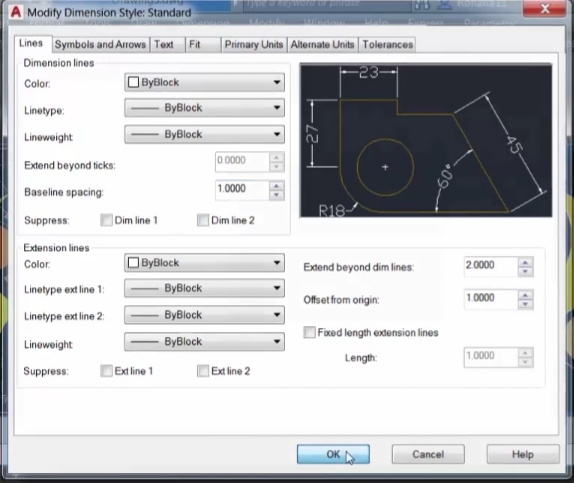 Modify Dimension Style: Standard
Lines Symbols and Arrows Text Fit Primary Units Alternate Units Tolerances
Dimension lines
Color: ByBlock
Linetype: ByBlock
Lineweight: ByBlock
Extend beyond ticks: 0.0000
Baseline spacing: 1.0000
Suppress: Dim line 1 Dim line 2
23
27
45
60°
R18
Extension lines
Color: ByBlock
Linetype ext line 1: ByBlock
Linetype ext line 2: ByBlock
Lineweight: ByBlock
Suppress: Ext line 1 Ext line 2
Extend beyond dim lines: 2.0000
Offset from origin: 1.0000
Fixed length extension lines
Length: 1.0000
OK Cancel Help